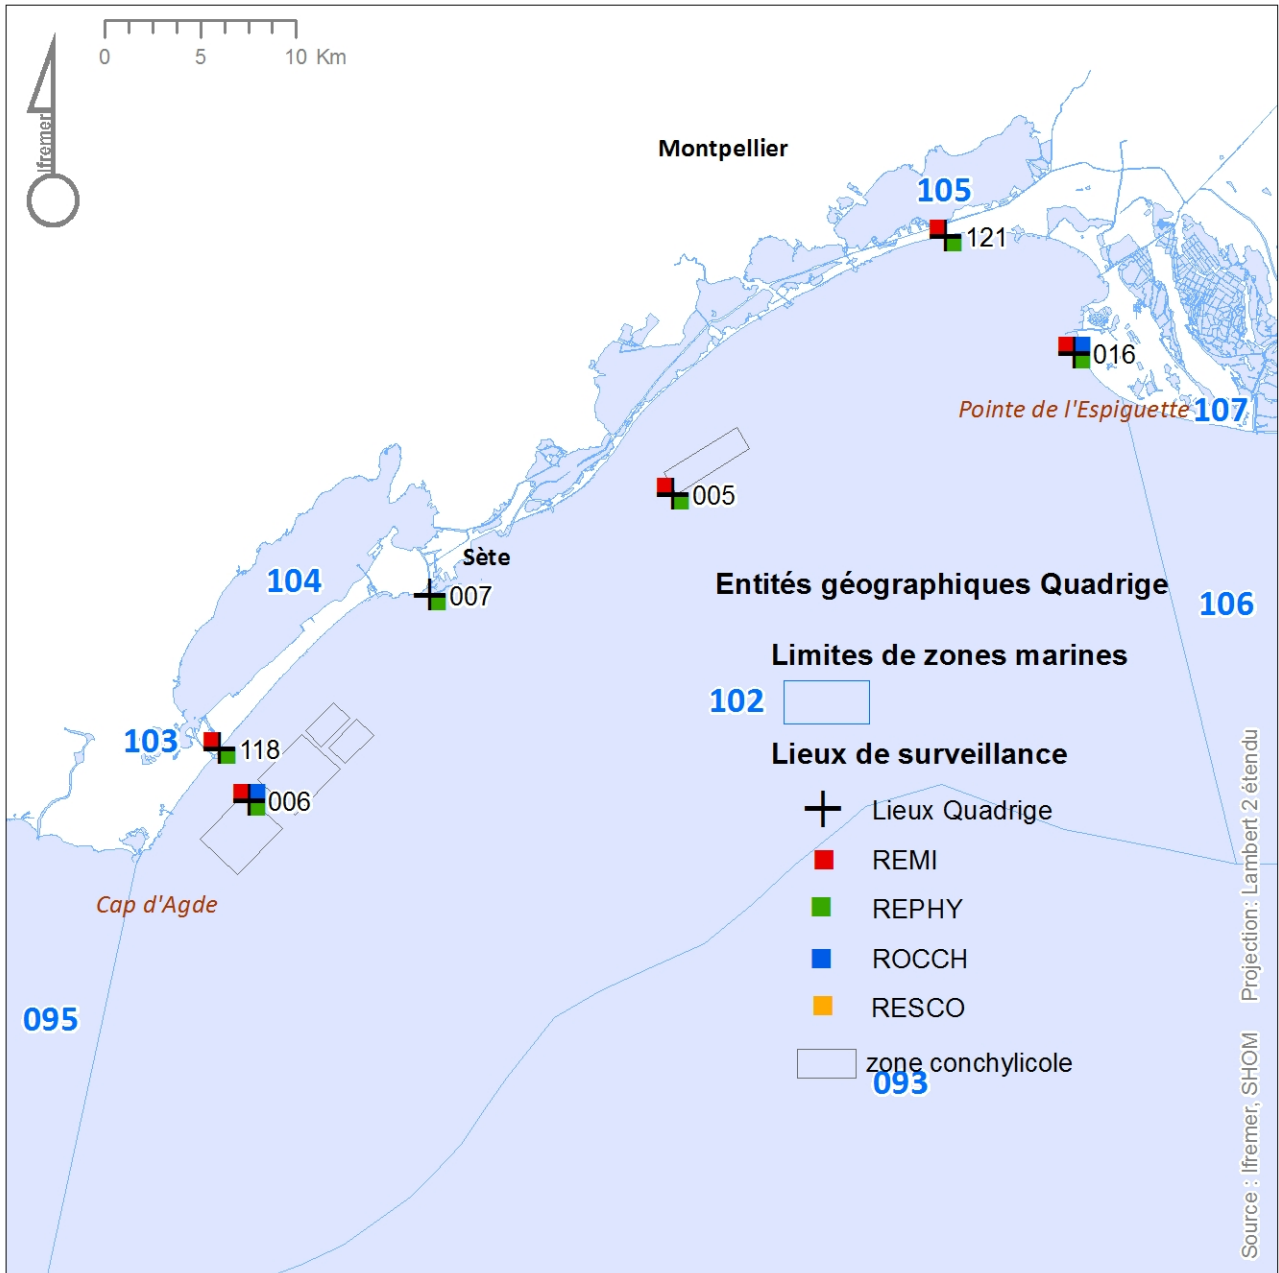 0 5 10 Km
Ifremer
Montpellier
105
121
016
Pointe de l'Espiguette
107
005
Sète
104
007
Entités géographiques Quadrige
106
Limites de zones marines
102
103
118
Lieux de surveillance
006
Lieux Quadrige
REMI
Cap d'Agde
REPHY
ROCCH
095
RESCO
zone conchylicole
093
Source : Ifremer, SHOM Projection: Lambert 2 étendu